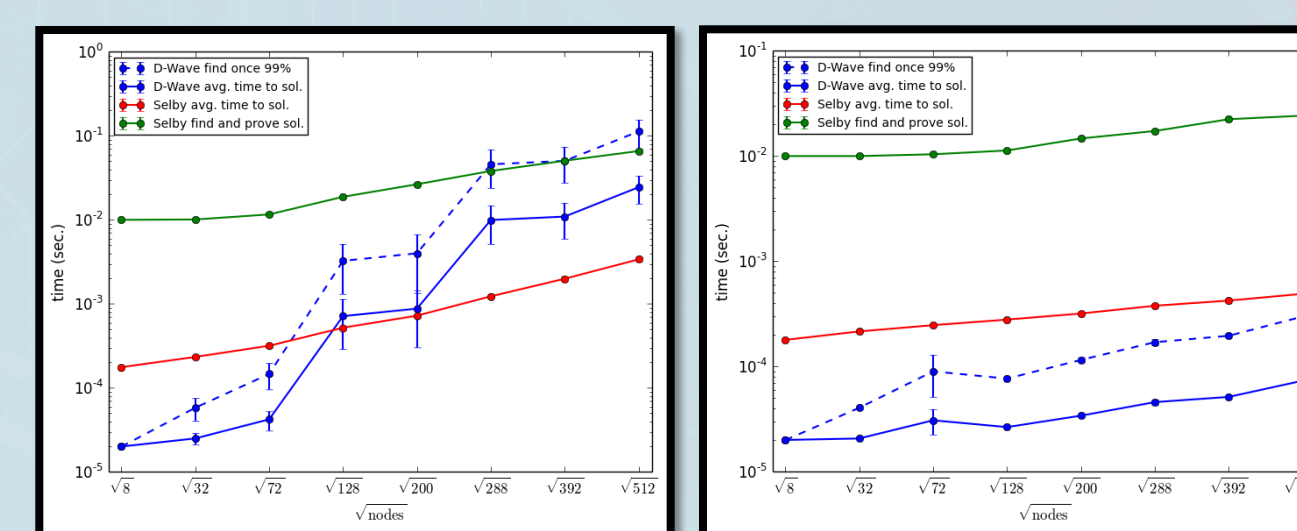 10⁰
D-Wave find once 99%
D-Wave avg. time to sol.
Selby avg. time to sol.
Selby find and prove sol.
10⁻¹
10⁻²
10⁻³
10⁻⁴
10⁻⁵
time (sec.)
√8 √32 √72 √128 √200 √288 √392 √512
√nodes
10⁻¹
D-Wave find once 99%
D-Wave avg. time to sol.
Selby avg. time to sol.
Selby find and prove sol.
10⁻²
10⁻³
10⁻⁴
10⁻⁵
time (sec.)
√8 √32 √72 √128 √200 √288 √392
√nodes